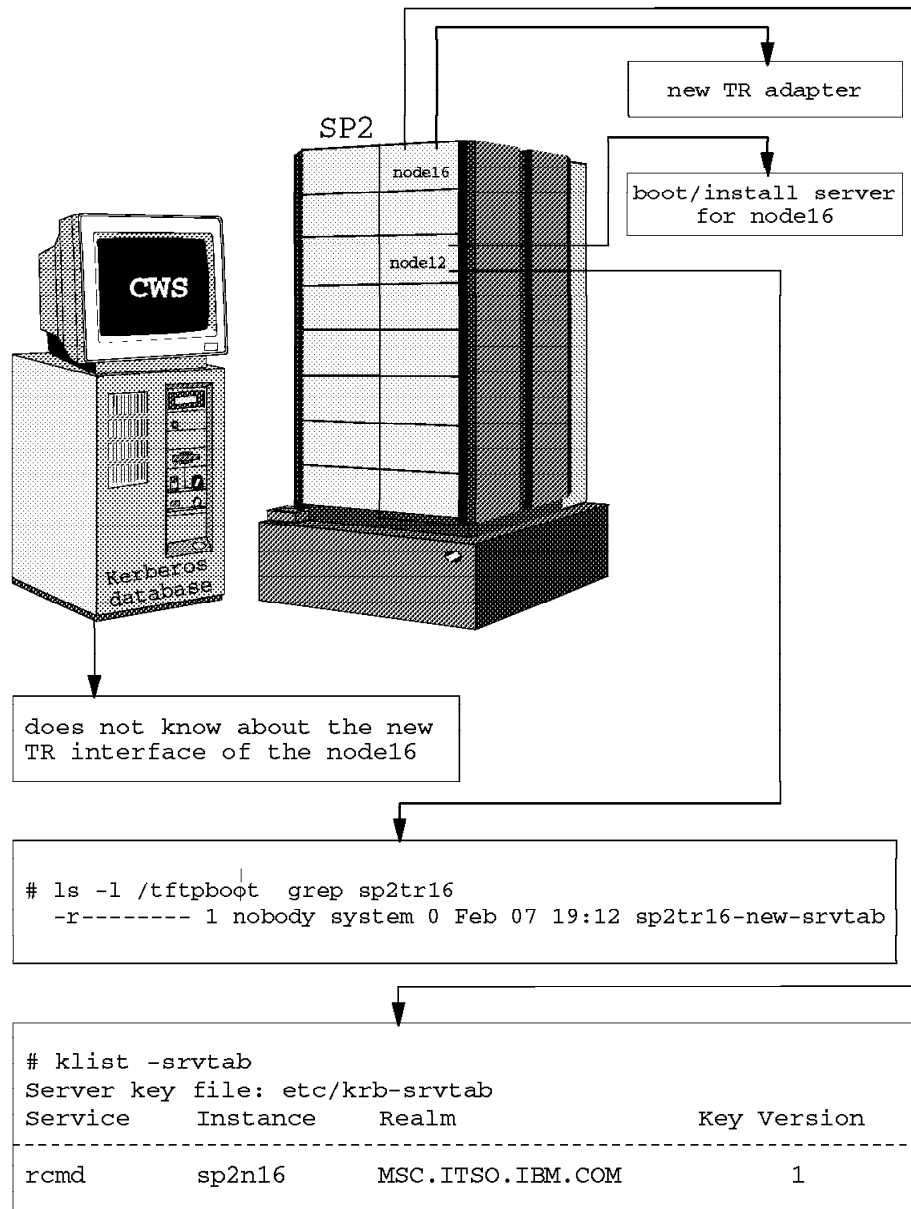 new TR adapter
SP2
node16
boot/install server
for node16
node12
CWS
Kerberos
database
does not know about the new
TR interface of the node16
# ls -l /tftpboot | grep sp2tr16
-r-------- 1 nobody system 0 Feb 07 19:12 sp2tr16-new-srvtab
# klist -srvtab
Server key file: etc/krb-srvtab
Service Instance Realm Key Version
------------------------------------------------------------
rcmd sp2n16 MSC.ITSO.IBM.COM 1